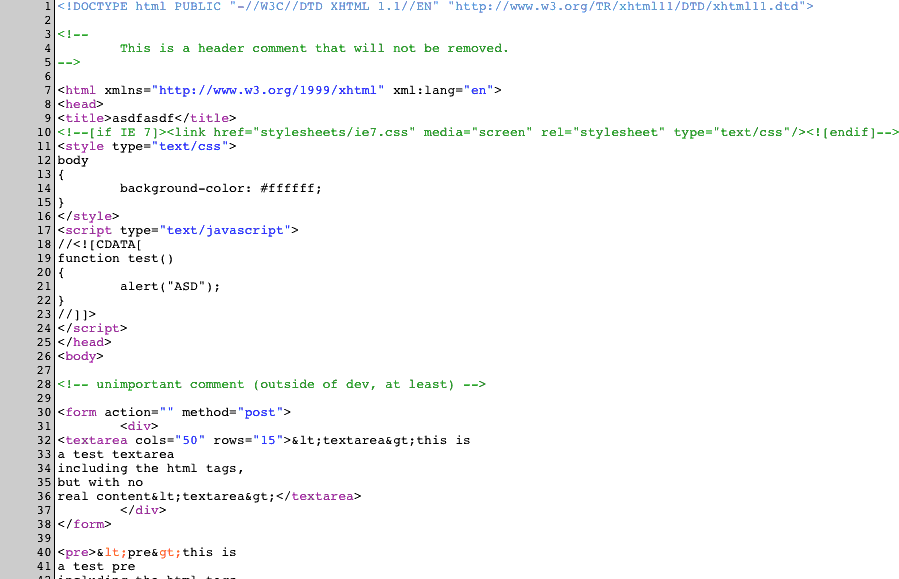 1 <!DOCTYPE html PUBLIC "-//W3C//DTD XHTML 1.1//EN" "http://www.w3.org/TR/xhtml11/DTD/xhtml11.dtd">
2
3 <!--
4 This is a header comment that will not be removed.
5 -->
6
7 <html xmlns="http://www.w3.org/1999/xhtml" xml:lang="en">
8 <head>
9 <title>asdfasdf</title>
10 <!--[if IE 7]><link href="stylesheets/ie7.css" media="screen" rel="stylesheet" type="text/css"/><![endif]-->
11 <style type="text/css">
12 body
13 {
14 background-color: #ffffff;
15 }
16 </style>
17 <script type="text/javascript">
18 //<![CDATA[
19 function test()
20 {
21 alert("ASD");
22 }
23 //]]>
24 </script>
25 </head>
26 <body>
27
28 <!-- unimportant comment (outside of dev, at least) -->
29
30 <form action="" method="post">
31 <div>
32 <textarea cols="50" rows="15">&lt;textarea&gt;this is
33 a test textarea
34 including the html tags,
35 but with no
36 real content&lt;textarea&gt;</textarea>
37 </div>
38 </form>
39
40 <pre>&lt;pre&gt;this is
41 a test pre